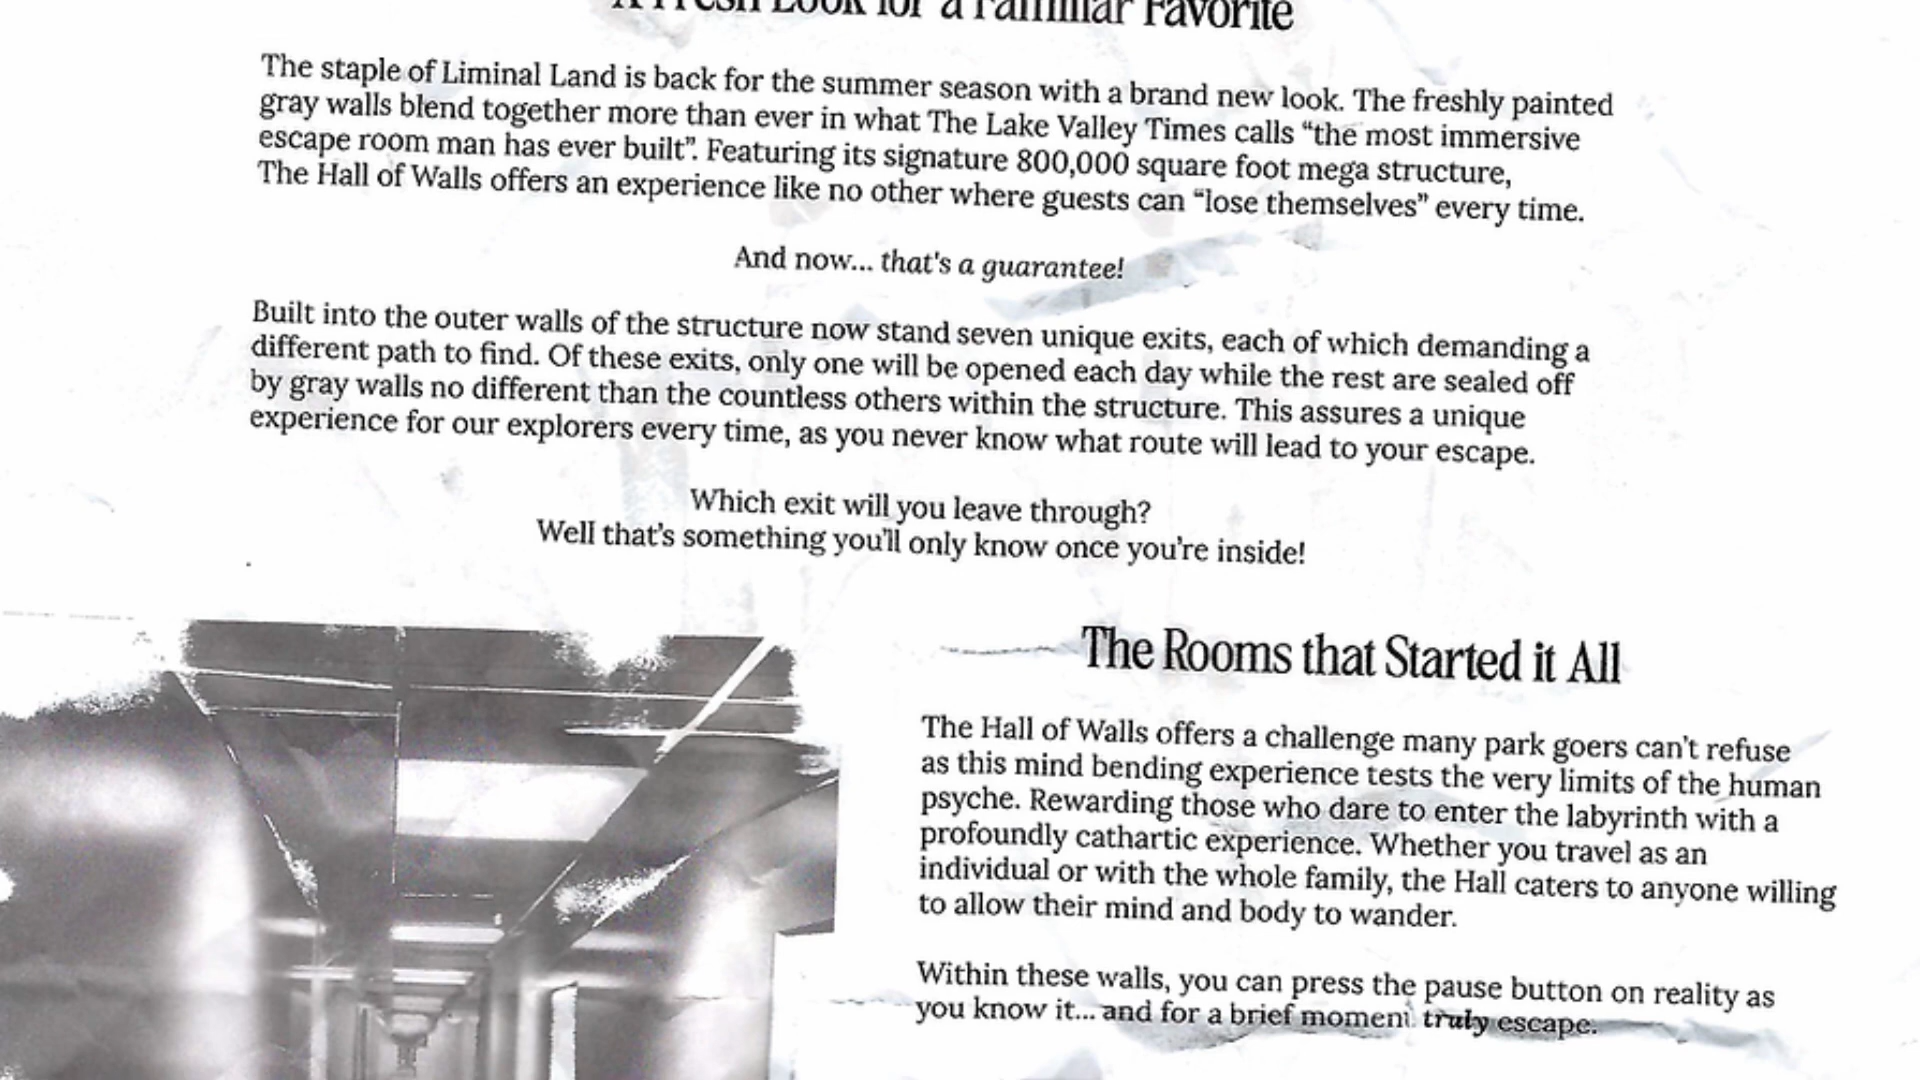 A Fresh Look for a Familiar Favorite
The staple of Liminal Land is back for the summer season with a brand new look. The freshly painted
gray walls blend together more than ever in what The Lake Valley Times calls “the most immersive
escape room man has ever built”. Featuring its signature 800,000 square foot mega structure,
The Hall of Walls offers an experience like no other where guests can “lose themselves” every time.
And now... that's a guarantee!
Built into the outer walls of the structure now stand seven unique exits, each of which demanding a
different path to find. Of these exits, only one will be opened each day while the rest are sealed off
by gray walls no different than the countless others within the structure. This assures a unique
experience for our explorers every time, as you never know what route will lead to your escape.
Which exit will you leave through?
Well that’s something you’ll only know once you’re inside!
The Rooms that Started it All
The Hall of Walls offers a challenge many park goers can’t refuse
as this mind bending experience tests the very limits of the human
psyche. Rewarding those who dare to enter the labyrinth with a
profoundly cathartic experience. Whether you travel as an
individual or with the whole family, the Hall caters to anyone willing
to allow their mind and body to wander.
Within these walls, you can press the pause button on reality as
you know it... and for a brief moment truly escape.